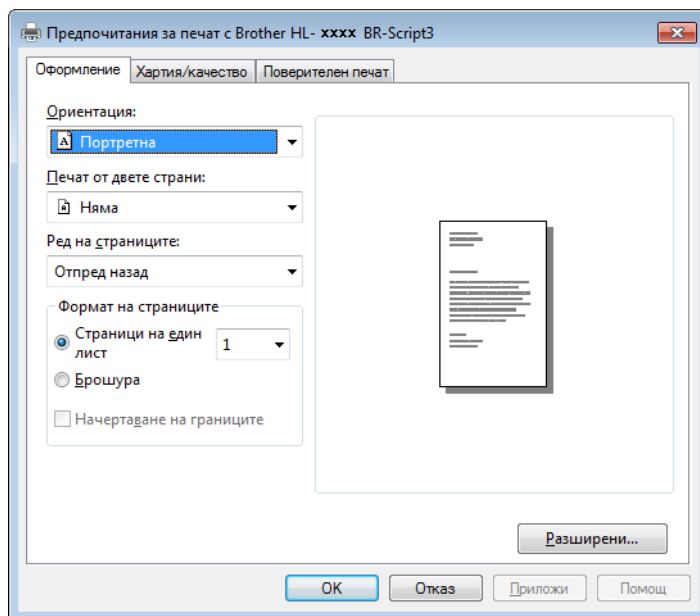 Предпочитания за печат с Brother HL- xxxx BR-Script3
Оформление Хартия/качество Поверителен печат
Ориентация:
Портретна
Печат от двете страни:
Няма
Ред на страниците:
Отпред назад
Формат на страниците
Страници на един
лист
1
Брошура
Начертаване на границите
Разширени...
OK Отказ Приложи Помощ